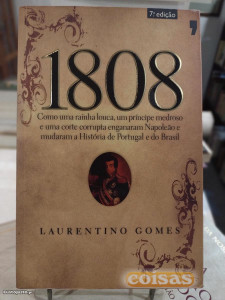 7.ª edição
1808
Como uma rainha louca, um príncipe medroso
e uma corte corrupta enganaram Napoleão e
mudaram a História de Portugal e do Brasil
LAURENTINO GOMES
coisas